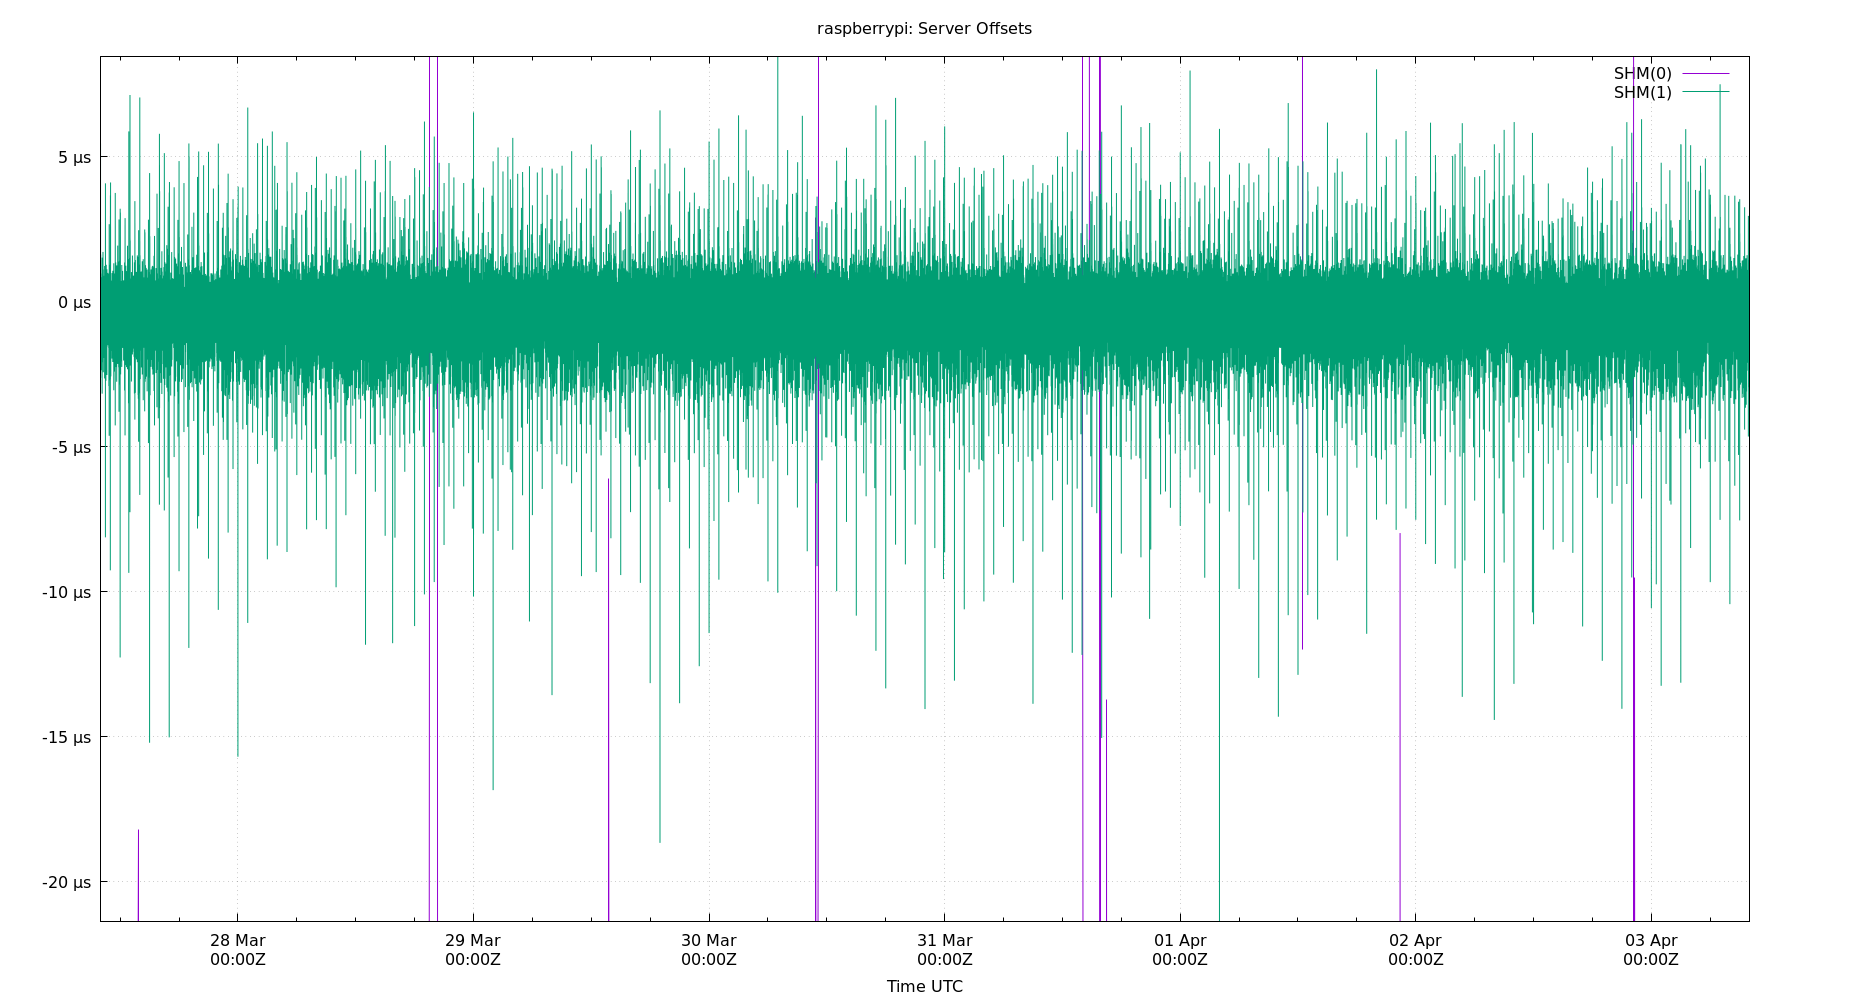 raspberrypi: Server Offsets
SHM(0)
SHM(1)
5 µs
0 µs
-5 µs
-10 µs
-15 µs
-20 µs
28 Mar 29 Mar 30 Mar 31 Mar 01 Apr 02 Apr 03 Apr
00:00Z 00:00Z 00:00Z 00:00Z 00:00Z 00:00Z 00:00Z
Time UTC